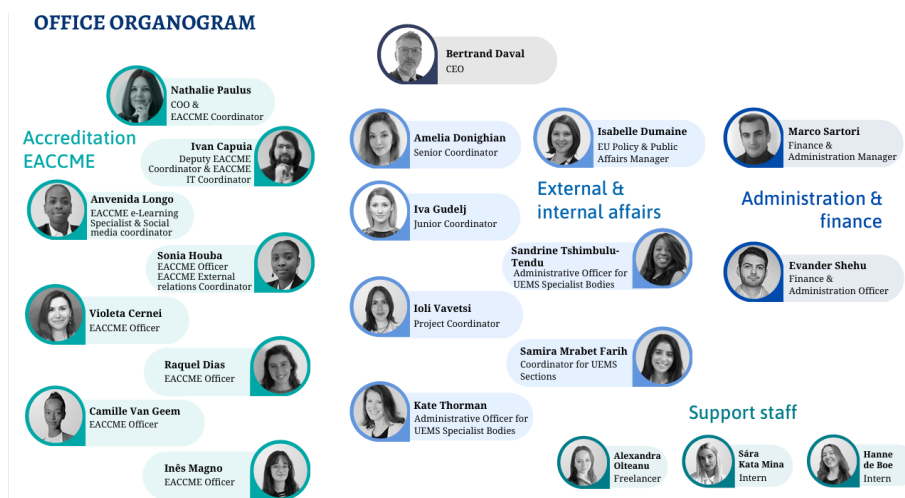 OFFICE ORGANOGRAM
Bertrand Daval
CEO
Nathalie Paulus
COO &
EACCME Coordinator
Accreditation
EACCME
Ivan Capuia
Deputy EACCME
Coordinator & EACCME
IT Coordinator
Anvenida Longo
EACCME e-Learning
Specialist & Social
media coordinator
Sonia Houba
EACCME Officer
EACCME External
relations Coordinator
Violeta Cernei
EACCME Officer
Raquel Dias
EACCME Officer
Camille Van Geem
EACCME Officer
Inês Magno
EACCME Officer
Amelia Donighian
Senior Coordinator
Isabelle Dumaine
EU Policy & Public
Affairs Manager
Iva Gudelj
Junior Coordinator
External &
internal affairs
Sandrine Tshimbulu-
Tendu
Administrative Officer for
UEMS Specialist Bodies
Ioli Vavetsi
Project Coordinator
Samira Mrabet Farih
Coordinator for UEMS
Sections
Kate Thorman
Administrative Officer for
UEMS Specialist Bodies
Marco Sartori
Finance &
Administration Manager
Administration &
finance
Evander Shehu
Finance &
Administration Officer
Support staff
Alexandra
Olteanu
Freelancer
Sára
Kata Mina
Intern
Hanne
de Boe
Intern